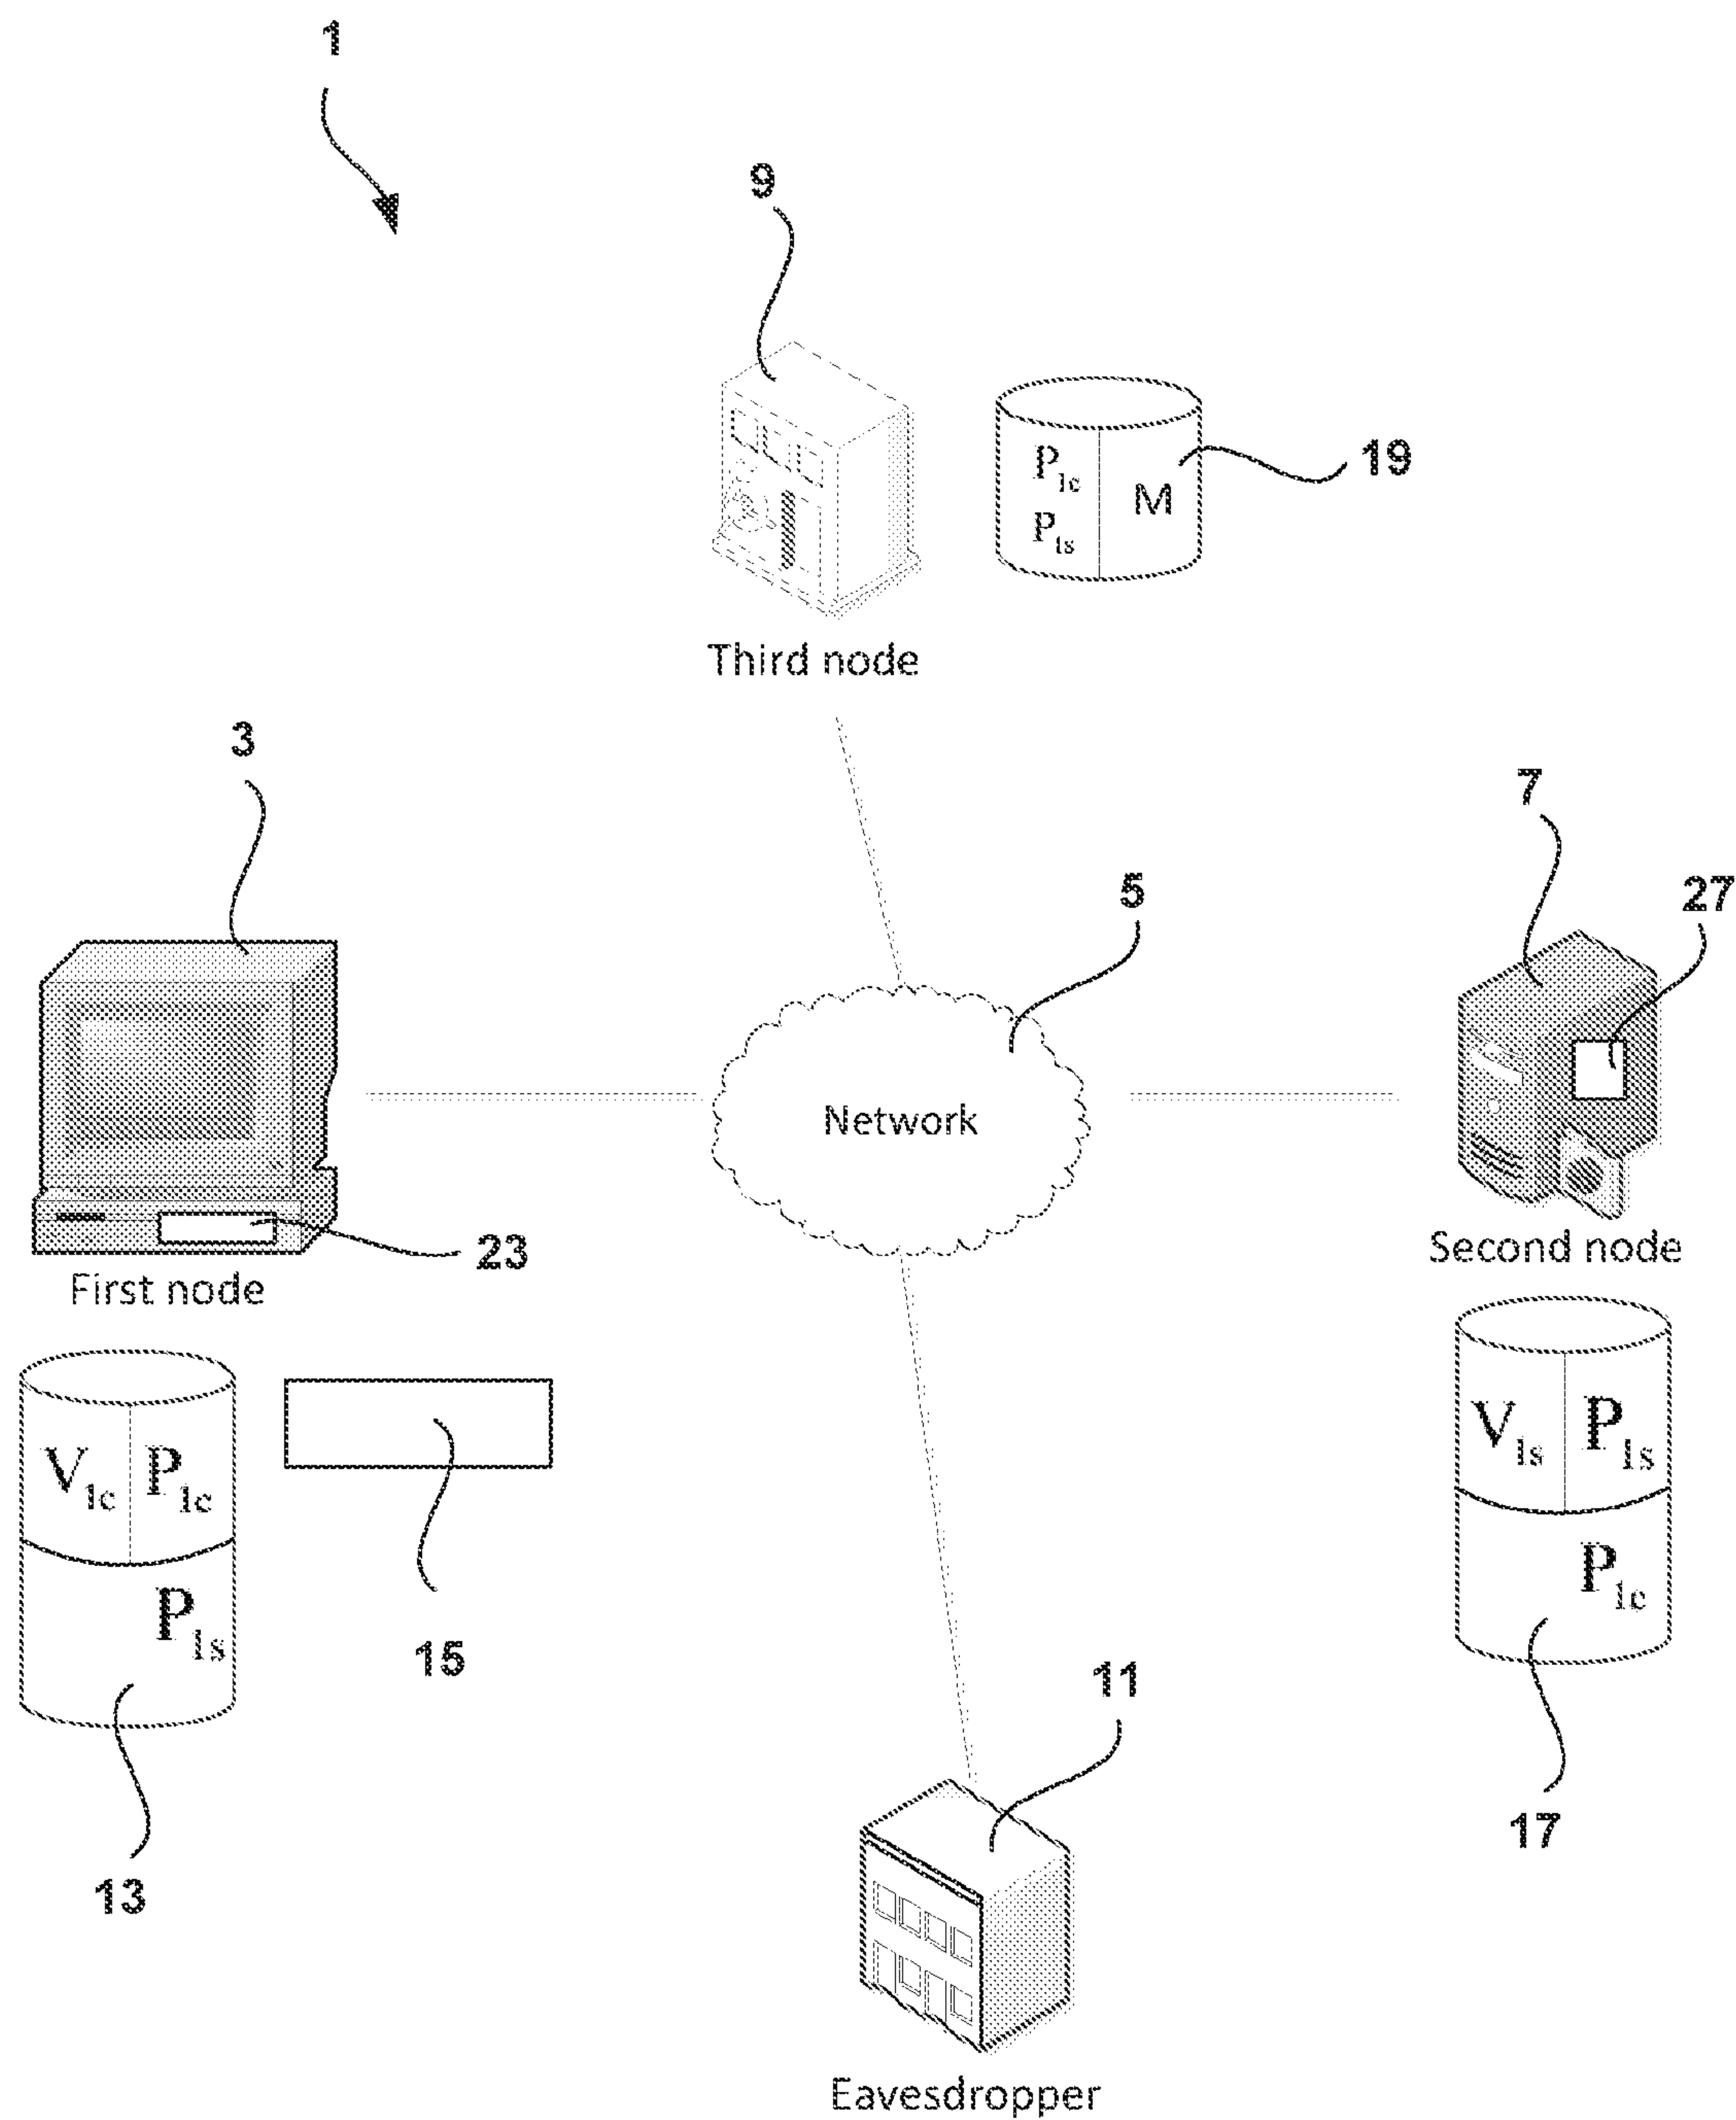 1
9
P1c
M
19
P1s
Third node
3
7
5
27
Network
23
Second node
First node
V1c
P1c
V1s
P1s
P1c
P1s
15
11
17
13
Eavesdropper